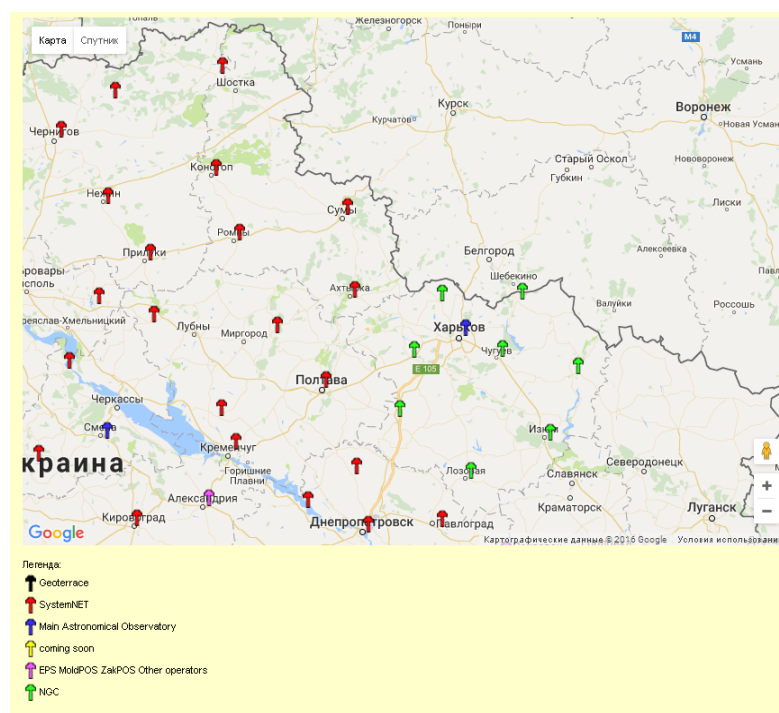 Тополь
Железногорск
Поныри
Карта Спутник
М4
Усмань
Шостка
Курск
Воронеж
Курчатов
Новая Усмань
Чернигов
Старый Оскол
Нововоронеж
Конотоп
Губкин
Нежин
Лиски
Сумы
Ромны
Белгород
Алексеевка
Прилуки
Шебекино
Ахтырка
Валуйки
Россошь
Лубны
Миргород
Харьков
Чугуев
Е 105
Полтава
Черкассы
Смела
Изюм
Кременчуг
краина
Горишние
Плавни
Лозовая
Славянск
Северодонецк
Александрия
Краматорск
Луганск
Кировоград
Днепропетровск
Павлоград
Google
Картографические данные © 2016 Google Условия использования
Легенда:
Geoterrace
SystemNET
Main Astronomical Observatory
coming soon
EPS MoldPOS ZakPOS Other operators
NGC